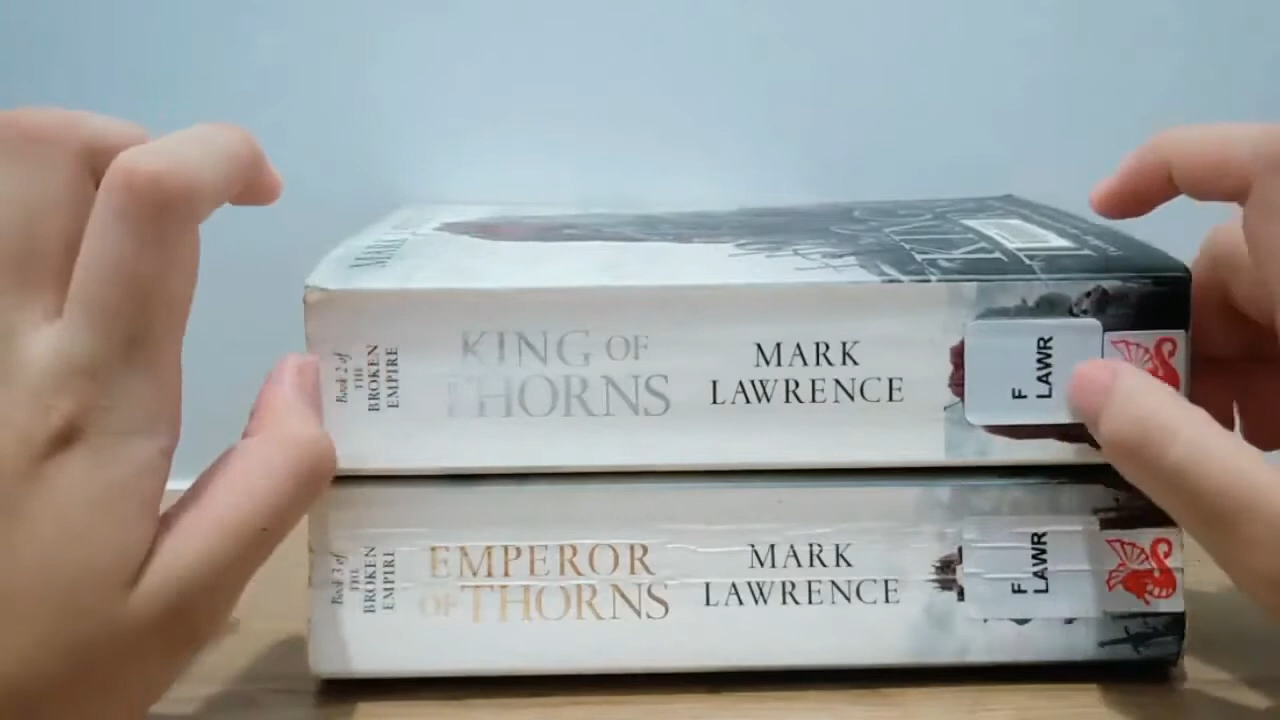 Book 2 of
THE
BROKEN
EMPIRE
KING OF
THORNS
MARK
LAWRENCE
F
LAWR
Book 3 of
THE
BROKEN
EMPIRE
EMPEROR
OF THORNS
MARK
LAWRENCE
F
LAWR